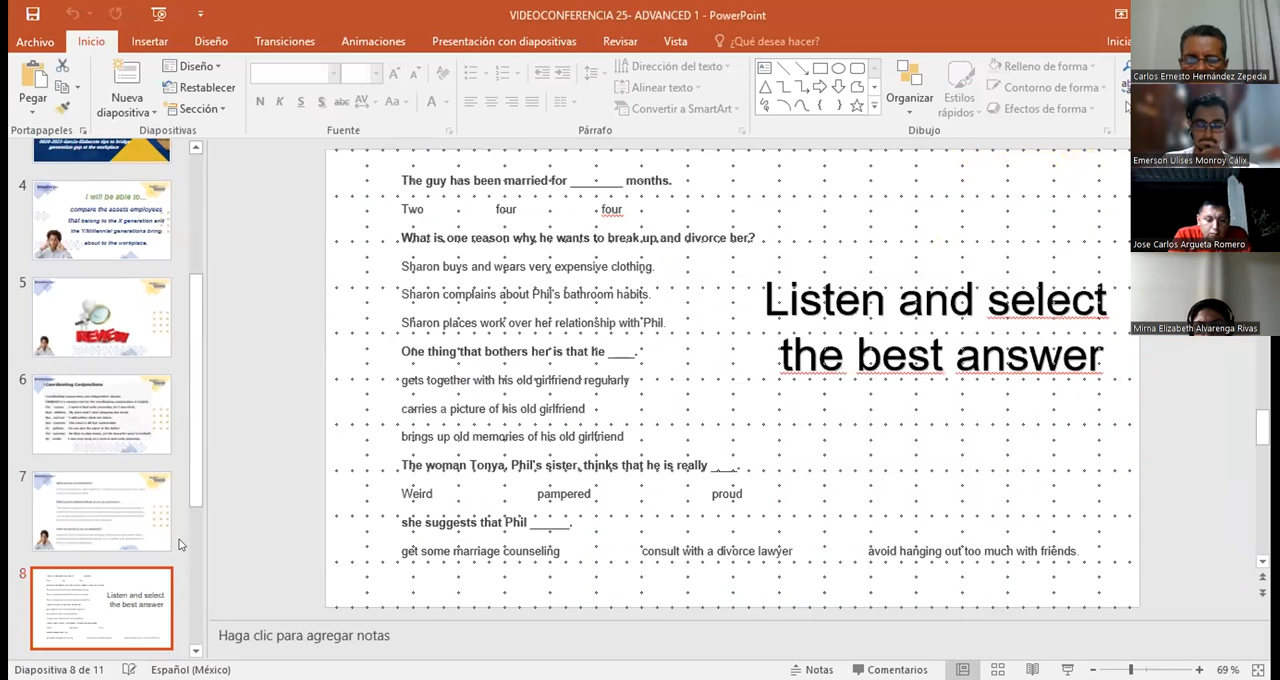 VIDEOCONFERENCIA 25- ADVANCED 1 - PowerPoint
Archivo Inicio Insertar Diseño Transiciones Animaciones Presentación con diapositivas Revisar Vista ¿Qué desea hacer?
Pegar
Nueva diapositiva
Diseño
Restablecer
Sección
N K S S abc AV Aa A
Dirección del texto
Alinear texto
Convertir a SmartArt
Organizar
Estilos rápidos
Relleno de forma
Contorno de forma
Efectos de forma
Portapapeles Diapositivas Fuente Párrafo Dibujo
Carlos Ernesto Hernández Zepeda
Emerson Ulises Monroy Cálix
Jose Carlos Argueta Romero
Mirna Elizabeth Alvarenga Rivas
4
I will be able to...
compare the assets employees
that belong to the X generation and
the Y/Millennial generations bring
about to the workplace.
5
REVIEW
6
Coordinating Conjunctions
7
8
Listen and select
the best answer
The guy has been married for ________ months.
Two four four
What is one reason why he wants to break up and divorce her?
Sharon buys and wears very expensive clothing.
Sharon complains about Phil's bathroom habits.
Sharon places work over her relationship with Phil.
One thing that bothers her is that he ____.
gets together with his old girlfriend regularly
carries a picture of his old girlfriend
brings up old memories of his old girlfriend
The woman Tonya, Phil's sister, thinks that he is really ____.
Weird pampered proud
she suggests that Phil ______.
get some marriage counseling consult with a divorce lawyer avoid hanging out too much with friends.
Listen and select
the best answer
Haga clic para agregar notas
Diapositiva 8 de 11 Español (México) Notas Comentarios 69 %